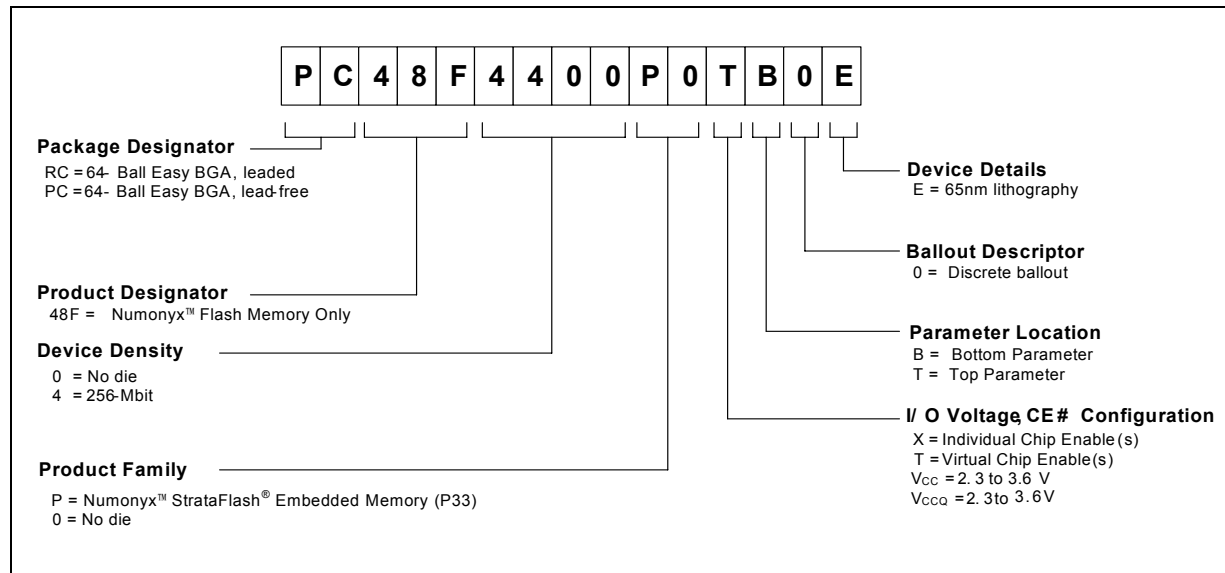 P C 4 8 F 4 4 0 0 P 0 T B 0 E
Package Designator
RC = 64- Ball Easy BGA, leaded
PC = 64- Ball Easy BGA, lead-free
Product Designator
48F = Numonyx™ Flash Memory Only
Device Density
0 = No die
4 = 256-Mbit
Product Family
P = Numonyx™ StrataFlash® Embedded Memory (P33)
0 = No die
Device Details
E = 65nm lithography
Ballout Descriptor
0 = Discrete ballout
Parameter Location
B = Bottom Parameter
T = Top Parameter
I/ O Voltage, CE# Configuration
X = Individual Chip Enable(s)
T = Virtual Chip Enable(s)
VCC = 2. 3 to 3.6 V
VCCQ = 2. 3 to 3.6V